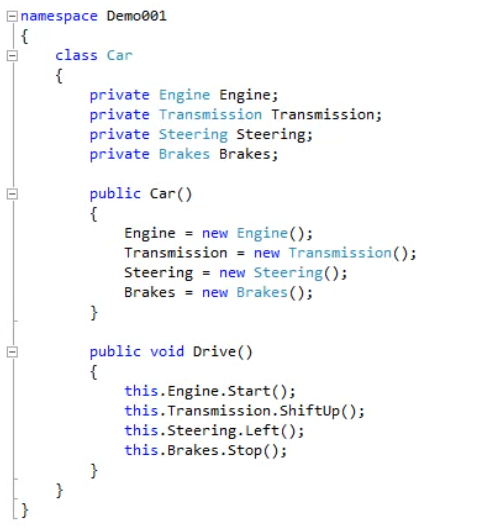 namespace Demo001
{
    class Car
    {
        private Engine Engine;
        private Transmission Transmission;
        private Steering Steering;
        private Brakes Brakes;

        public Car()
        {
            Engine = new Engine();
            Transmission = new Transmission();
            Steering = new Steering();
            Brakes = new Brakes();
        }

        public void Drive()
        {
            this.Engine.Start();
            this.Transmission.ShiftUp();
            this.Steering.Left();
            this.Brakes.Stop();
        }
    }
}